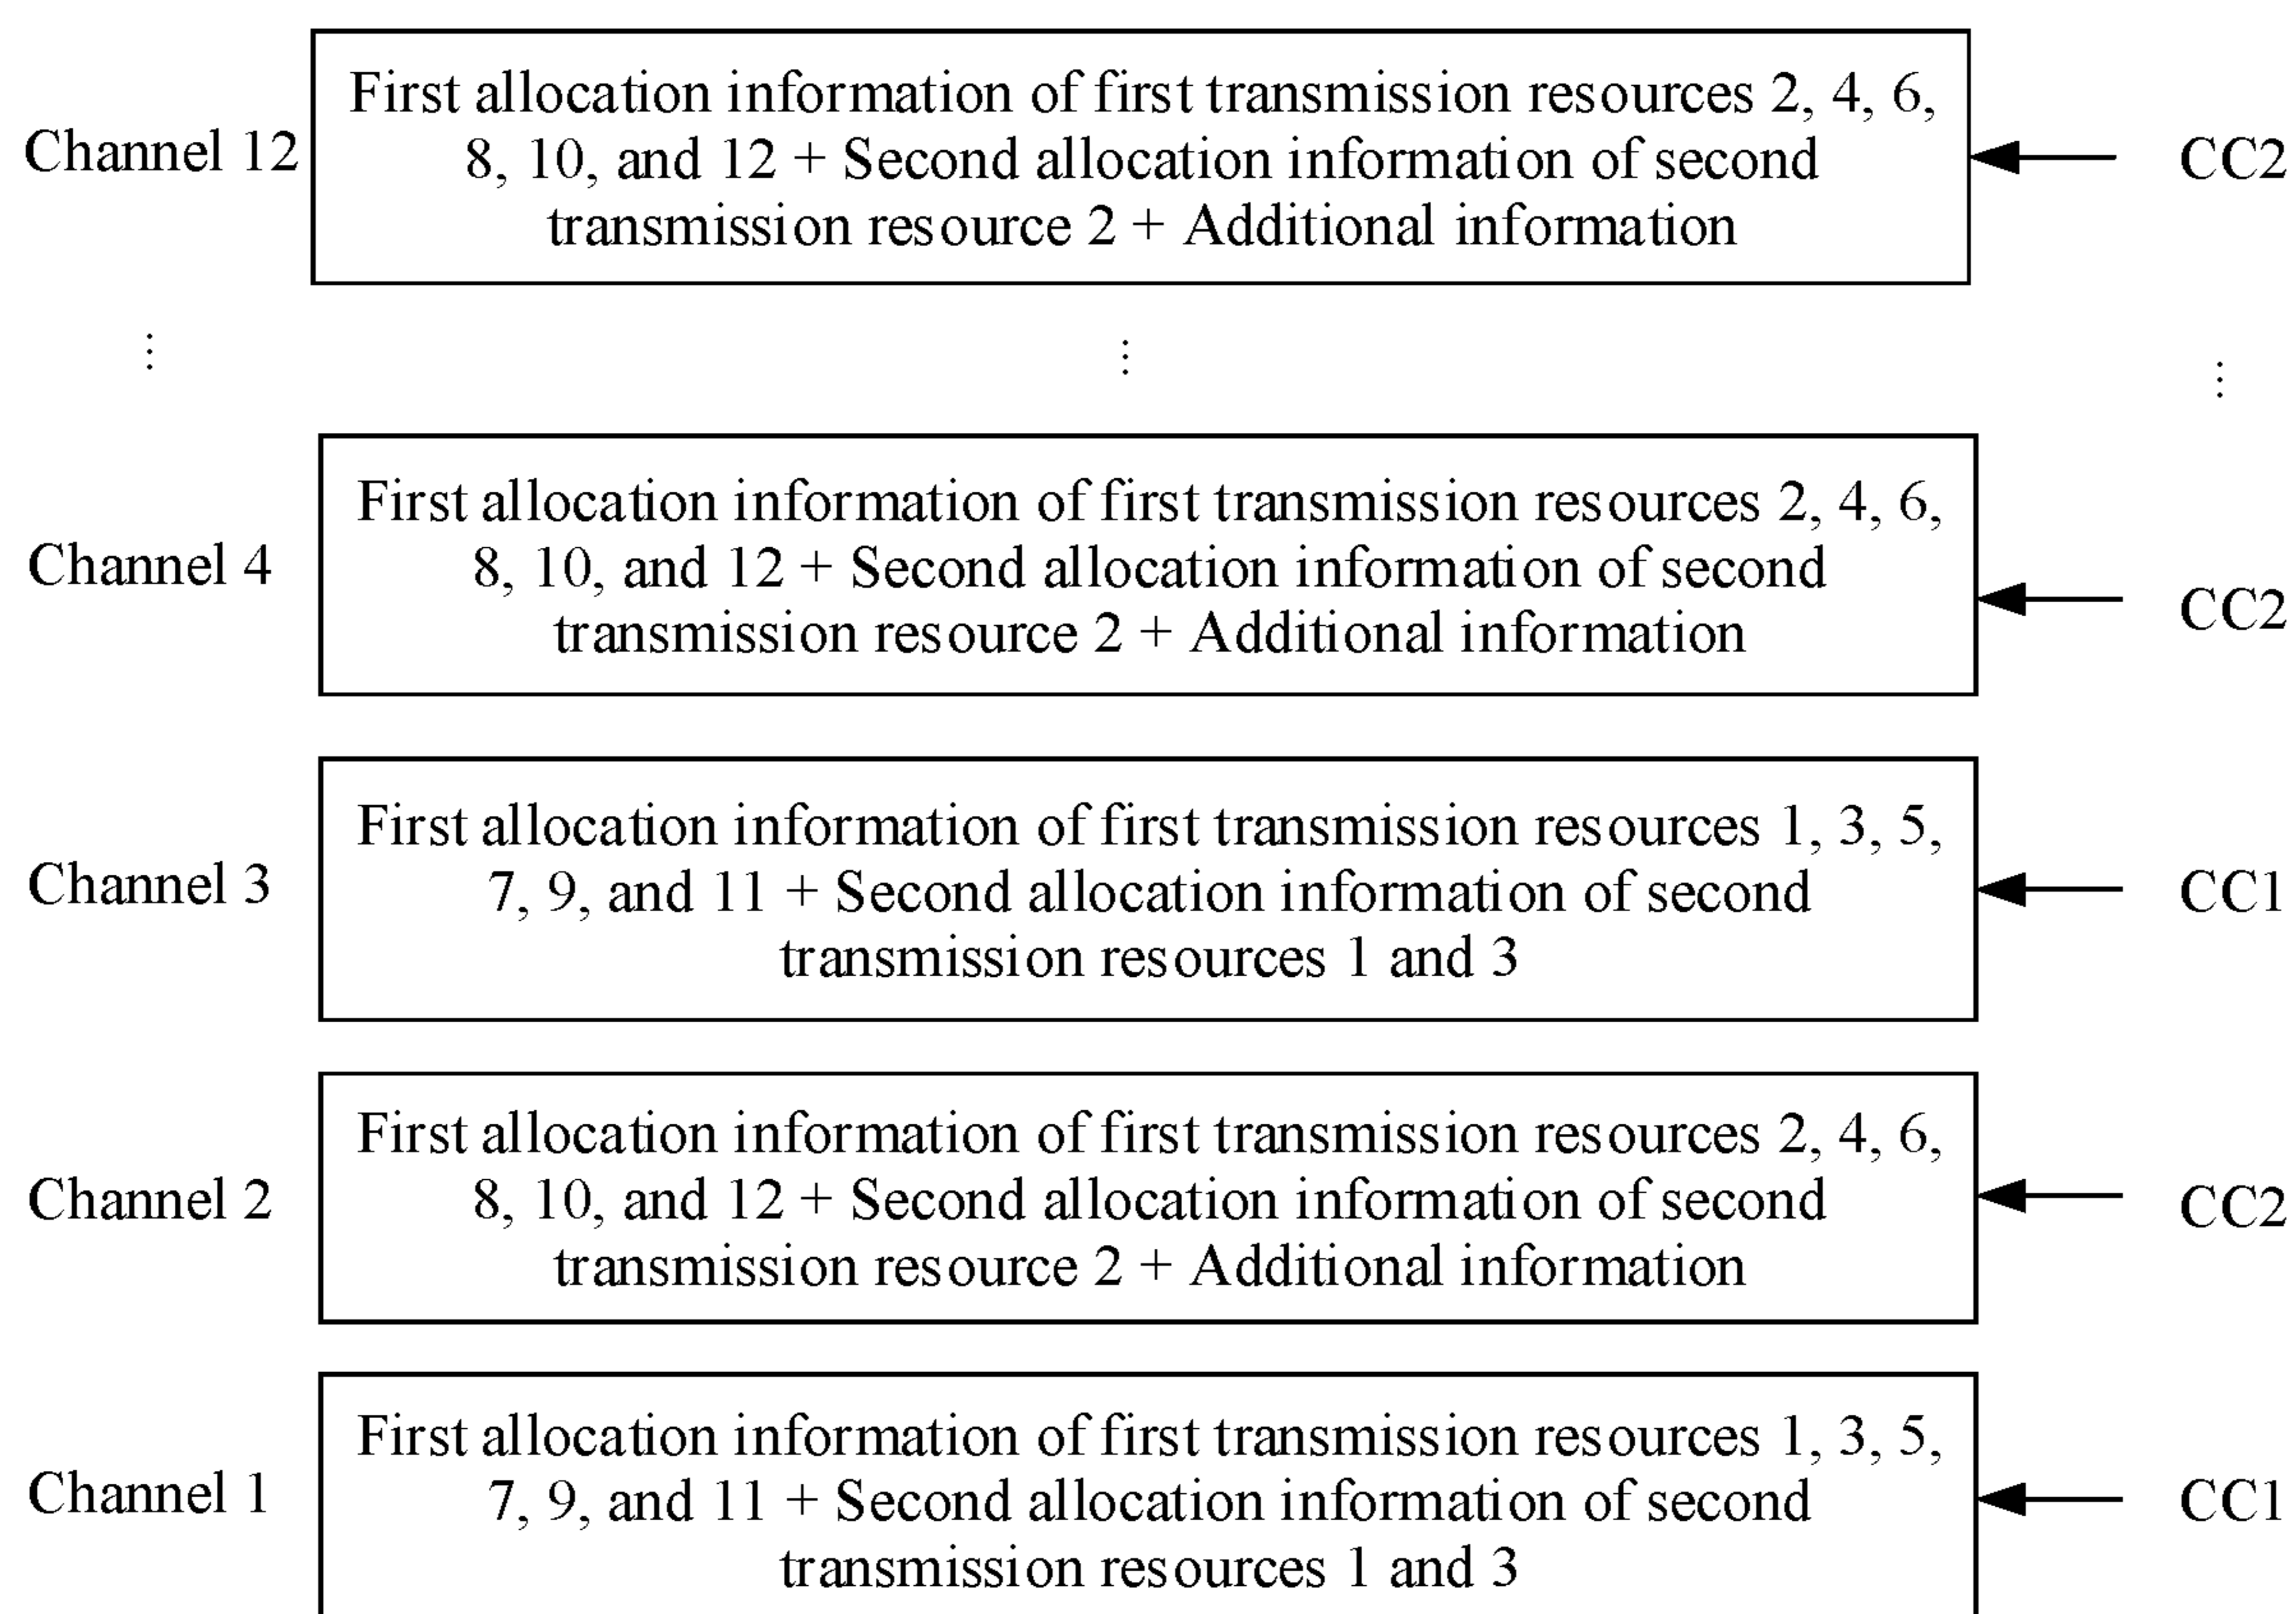 Channel 12
First allocation information of first transmission resources 2, 4, 6,
8, 10, and 12 + Second allocation information of second
transmission resource 2 + Additional information
CC2
⋮ ⋮ ⋮
Channel 4
First allocation information of first transmission resources 2, 4, 6,
8, 10, and 12 + Second allocation information of second
transmission resource 2 + Additional information
CC2
Channel 3
First allocation information of first transmission resources 1, 3, 5,
7, 9, and 11 + Second allocation information of second
transmission resources 1 and 3
CC1
Channel 2
First allocation information of first transmission resources 2, 4, 6,
8, 10, and 12 + Second allocation information of second
transmission resource 2 + Additional information
CC2
Channel 1
First allocation information of first transmission resources 1, 3, 5,
7, 9, and 11 + Second allocation information of second
transmission resources 1 and 3
CC1